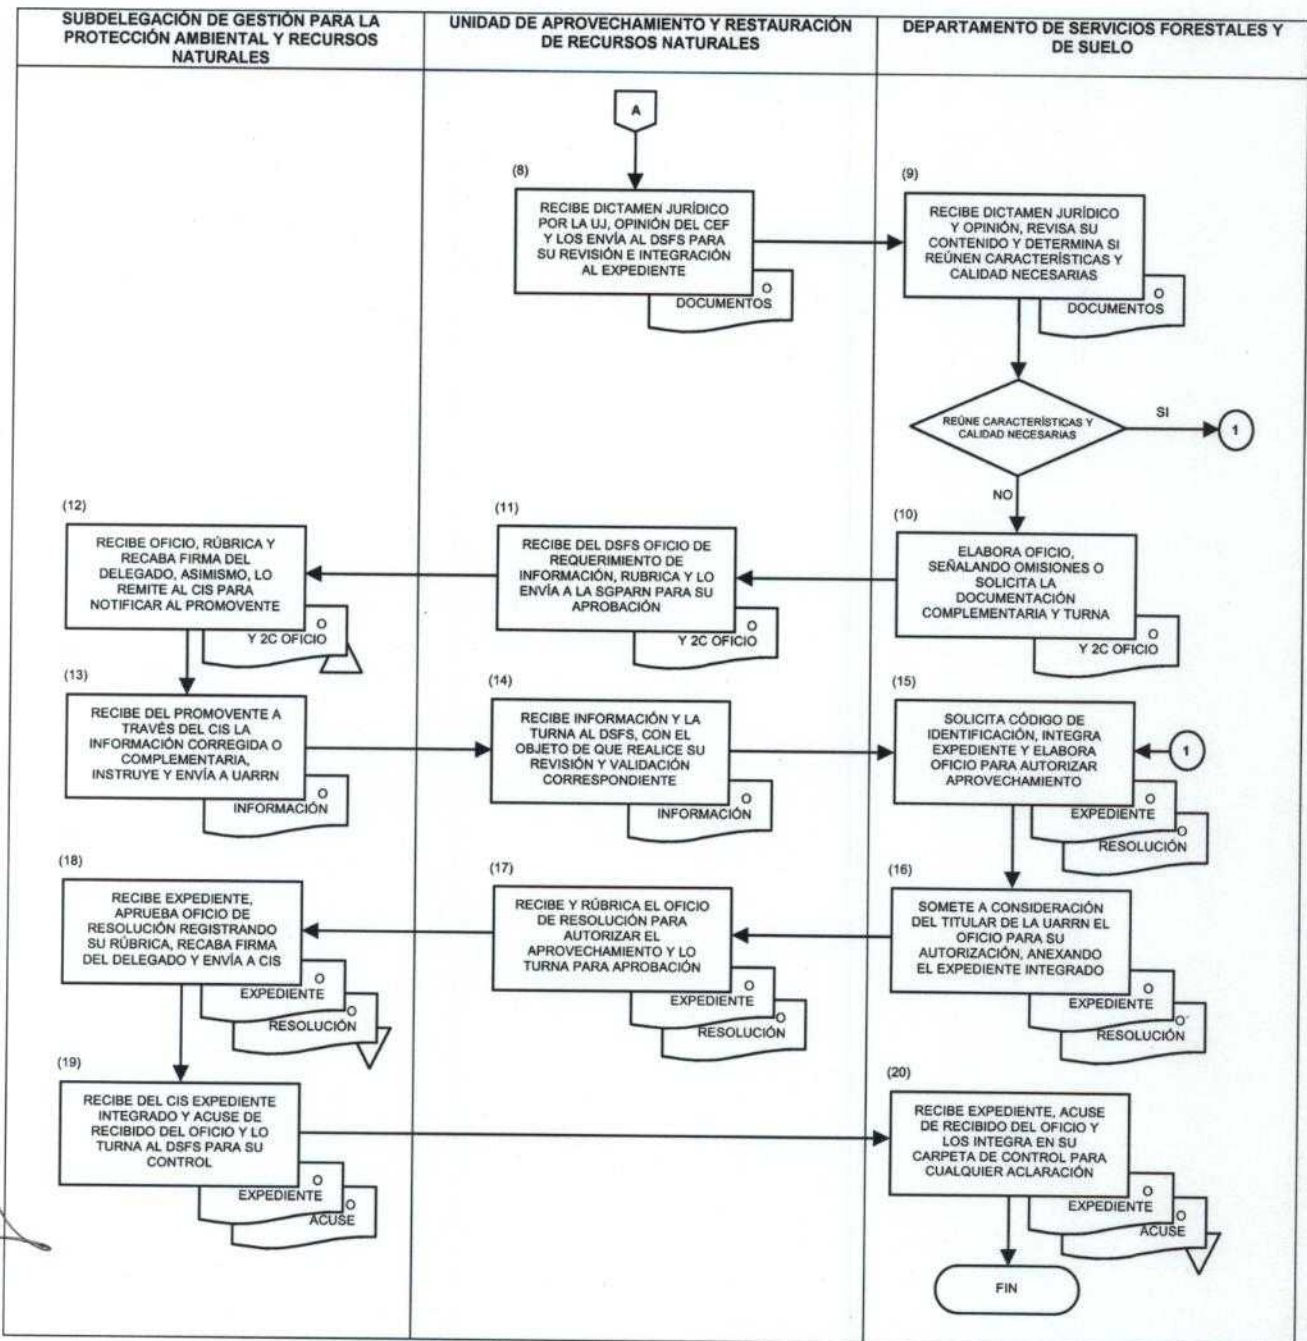 SUBDELEGACIÓN DE GESTIÓN PARA LA
PROTECCIÓN AMBIENTAL Y RECURSOS
NATURALES
UNIDAD DE APROVECHAMIENTO Y RESTAURACIÓN
DE RECURSOS NATURALES
DEPARTAMENTO DE SERVICIOS FORESTALES Y
DE SUELO
A
(8)
RECIBE DICTAMEN JURÍDICO
POR LA UJ, OPINIÓN DEL CEF
Y LOS ENVÍA AL DSFS PARA
SU REVISIÓN E INTEGRACIÓN
AL EXPEDIENTE
O
DOCUMENTOS
(9)
RECIBE DICTAMEN JURÍDICO
Y OPINIÓN, REVISA SU
CONTENIDO Y DETERMINA SI
REÚNEN CARACTERÍSTICAS Y
CALIDAD NECESARIAS
O
DOCUMENTOS
REÚNE CARACTERÍSTICAS Y
CALIDAD NECESARIAS
SI
1
NO
(10)
ELABORA OFICIO,
SEÑALANDO OMISIONES O
SOLICITA LA
DOCUMENTACIÓN
COMPLEMENTARIA Y TURNA
O
Y 2C OFICIO
(11)
RECIBE DEL DSFS OFICIO DE
REQUERIMIENTO DE
INFORMACIÓN, RUBRICA Y LO
ENVÍA A LA SGPARN PARA SU
APROBACIÓN
O
Y 2C OFICIO
(12)
RECIBE OFICIO, RÚBRICA Y
RECABA FIRMA DEL
DELEGADO, ASIMISMO, LO
REMITE AL CIS PARA
NOTIFICAR AL PROMOVENTE
O
Y 2C OFICIO
(13)
RECIBE DEL PROMOVENTE A
TRAVÉS DEL CIS LA
INFORMACIÓN CORREGIDA O
COMPLEMENTARIA,
INSTRUYE Y ENVÍA A UARRN
O
INFORMACIÓN
(14)
RECIBE INFORMACIÓN Y LA
TURNA AL DSFS, CON EL
OBJETO DE QUE REALICE SU
REVISIÓN Y VALIDACIÓN
CORRESPONDIENTE
O
INFORMACIÓN
(15)
SOLICITA CÓDIGO DE
IDENTIFICACIÓN, INTEGRA
EXPEDIENTE Y ELABORA
OFICIO PARA AUTORIZAR
APROVECHAMIENTO
1
O
EXPEDIENTE
O
RESOLUCIÓN
(16)
SOMETE A CONSIDERACIÓN
DEL TITULAR DE LA UARRN EL
OFICIO PARA SU
AUTORIZACIÓN, ANEXANDO
EL EXPEDIENTE INTEGRADO
O
EXPEDIENTE
O
RESOLUCIÓN
(17)
RECIBE Y RÚBRICA EL OFICIO
DE RESOLUCIÓN PARA
AUTORIZAR EL
APROVECHAMIENTO Y LO
TURNA PARA APROBACIÓN
O
EXPEDIENTE
O
RESOLUCIÓN
(18)
RECIBE EXPEDIENTE,
APRUEBA OFICIO DE
RESOLUCIÓN REGISTRANDO
SU RÚBRICA, RECABA FIRMA
DEL DELEGADO Y ENVÍA A CIS
O
EXPEDIENTE
O
RESOLUCIÓN
(19)
RECIBE DEL CIS EXPEDIENTE
INTEGRADO Y ACUSE DE
RECIBIDO DEL OFICIO Y LO
TURNA AL DSFS PARA SU
CONTROL
O
EXPEDIENTE
O
ACUSE
(20)
RECIBE EXPEDIENTE, ACUSE
DE RECIBIDO DEL OFICIO Y
LOS INTEGRA EN SU
CARPETA DE CONTROL PARA
CUALQUIER ACLARACIÓN
O
EXPEDIENTE
O
ACUSE
FIN